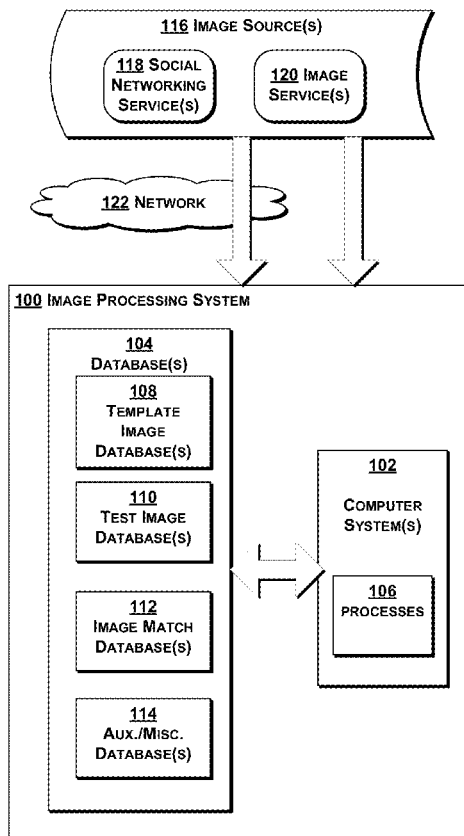 116 IMAGE SOURCE(S)
118 SOCIAL
NETWORKING
SERVICE(S)
120 IMAGE
SERVICE(S)
122 NETWORK
100 IMAGE PROCESSING SYSTEM
104
DATABASE(S)
108
TEMPLATE
IMAGE
DATABASE(S)
110
TEST IMAGE
DATABASE(S)
112
IMAGE MATCH
DATABASE(S)
114
AUX./MISC.
DATABASE(S)
102
COMPUTER
SYSTEM(S)
106
PROCESSES